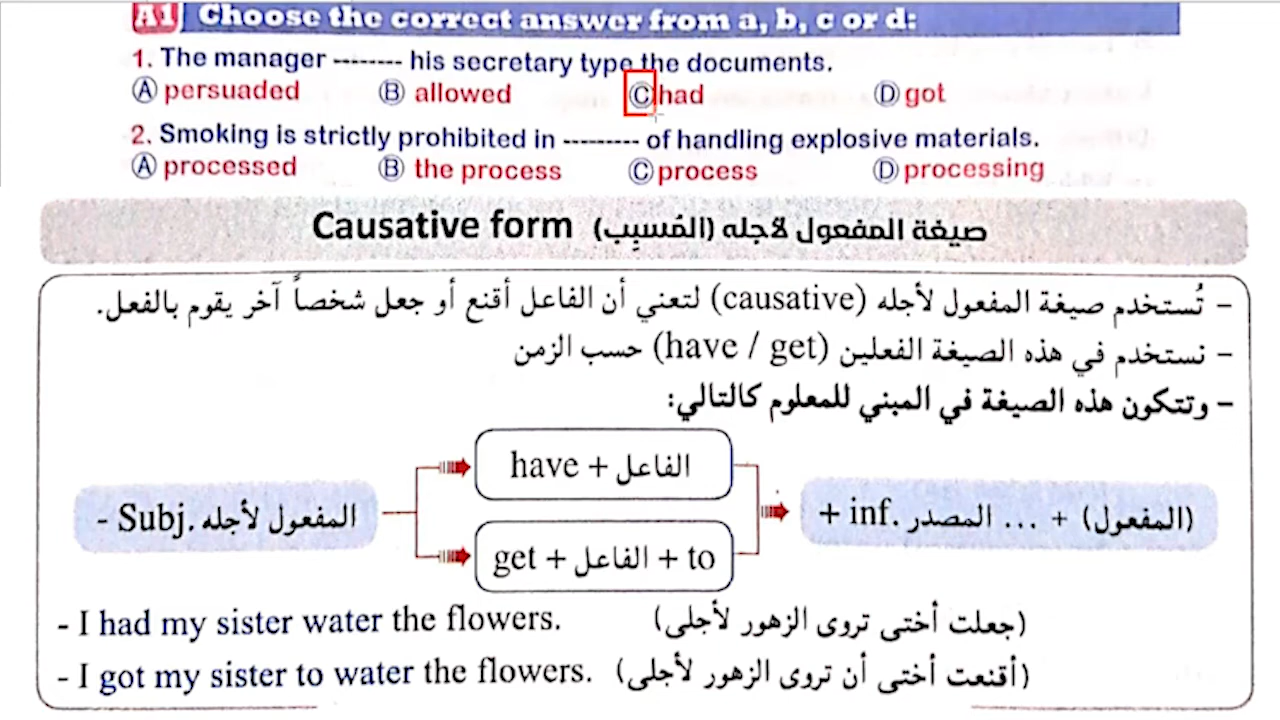 A1 Choose the correct answer from a, b, c or d:
1. The manager -------- his secretary type the documents.
Ⓐ persuaded Ⓑ allowed Ⓒ had Ⓓ got
2. Smoking is strictly prohibited in --------- of handling explosive materials.
Ⓐ processed Ⓑ the process Ⓒ process Ⓓ processing
Causative form صيغة المفعول لأجله (المُسبِب)
– تُستخدم صيغة المفعول لأجله (causative) لتعني أن الفاعل أقنع أو جعل شخصاً آخر يقوم بالفعل.
– نستخدم في هذه الصيغة الفعلين (have / get) حسب الزمن
– وتتكون هذه الصيغة في المبني للمعلوم كالتالي:
have + الفاعل
- Subj. المفعول لأجله
+ inf. المصدر ... + (المفعول)
get + الفاعل + to
- I had my sister water the flowers. (جعلت أختى تروى الزهور لأجلى)
- I got my sister to water the flowers. (أقنعت أختى أن تروى الزهور لأجلى)